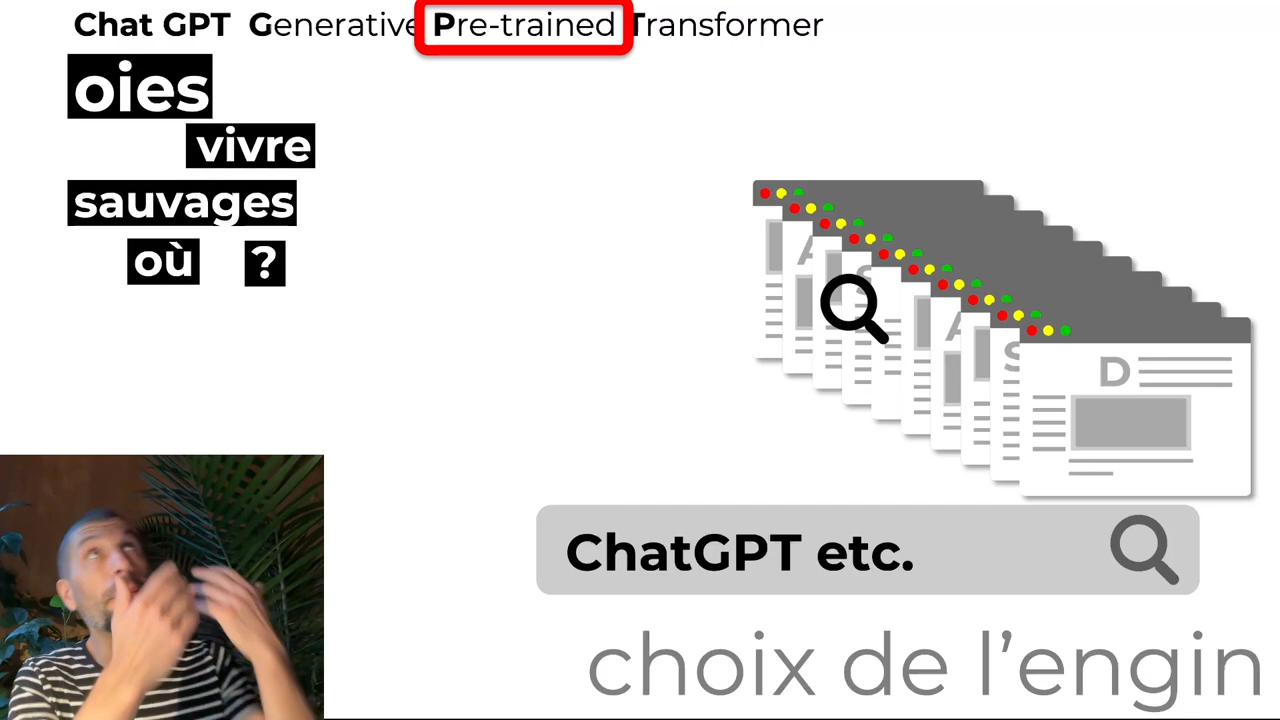 Chat GPT Generative Pre-trained Transformer
oies
vivre
sauvages
où ?
A
S
A
S
D
ChatGPT etc.
choix de l’engin